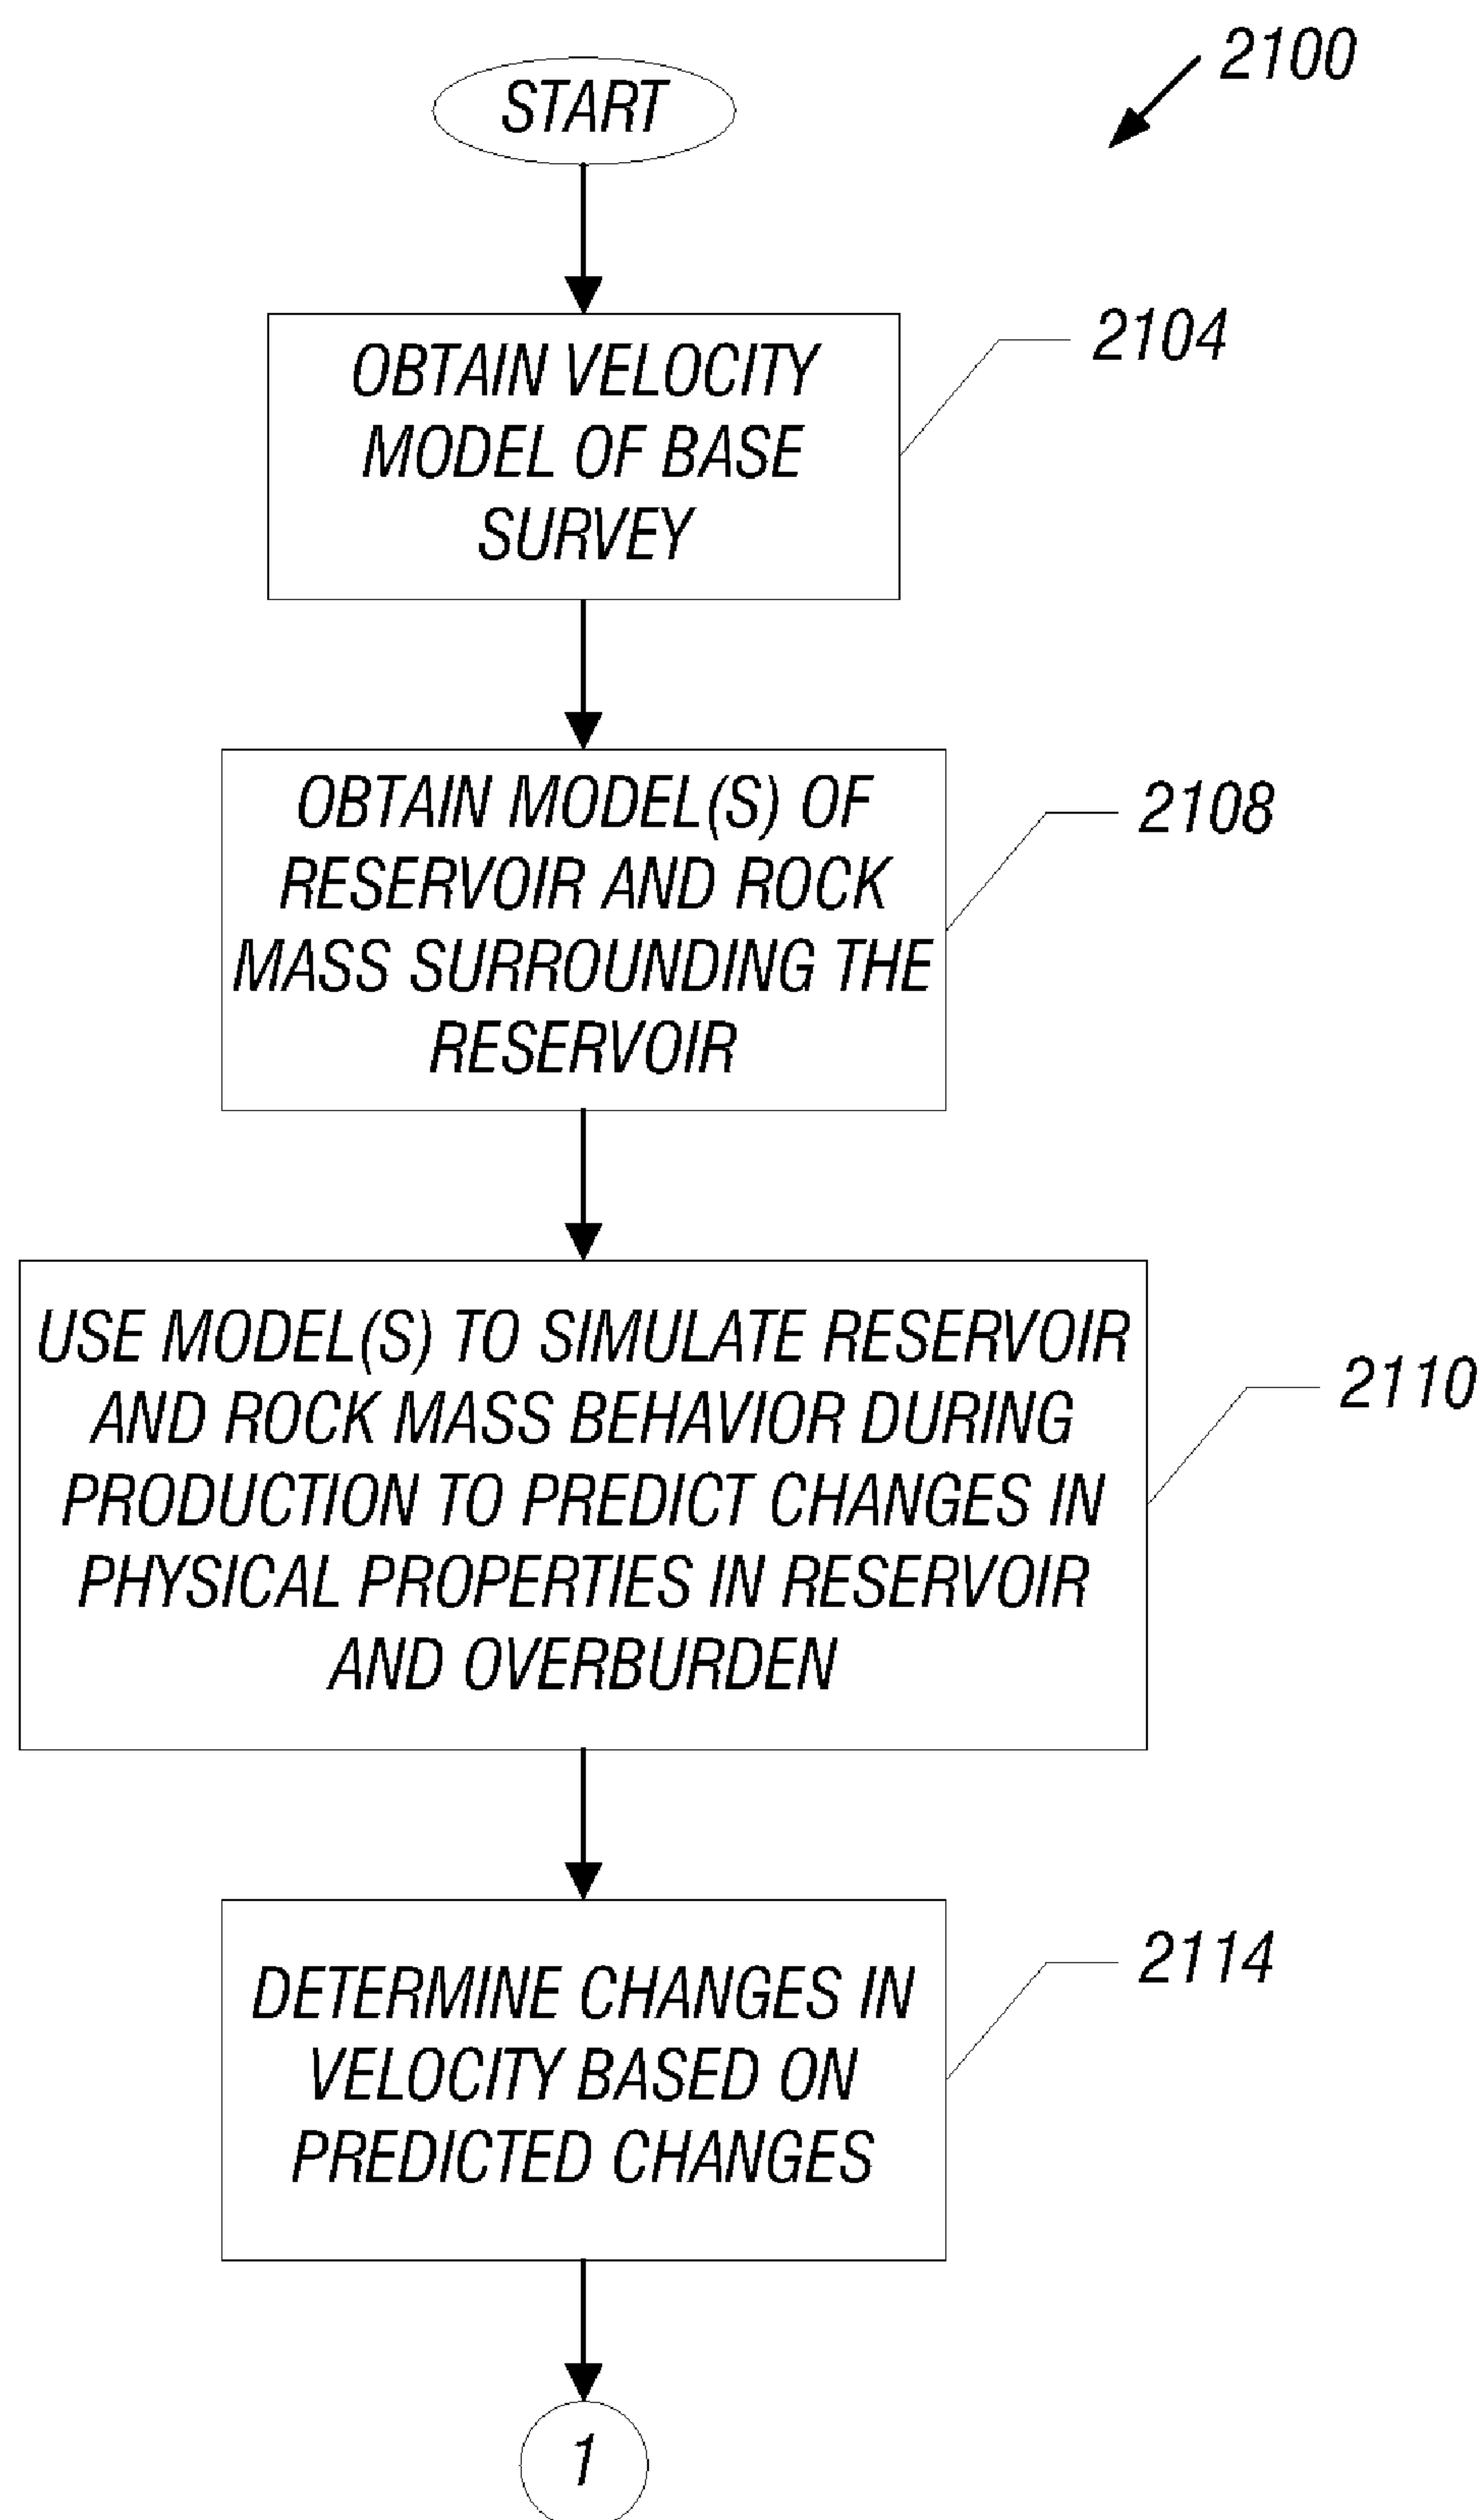 2100
START
OBTAIN VELOCITY
MODEL OF BASE
SURVEY
2104
OBTAIN MODEL(S) OF
RESERVOIR AND ROCK
MASS SURROUNDING THE
RESERVOIR
2108
USE MODEL(S) TO SIMULATE RESERVOIR
AND ROCK MASS BEHAVIOR DURING
PRODUCTION TO PREDICT CHANGES IN
PHYSICAL PROPERTIES IN RESERVOIR
AND OVERBURDEN
2110
DETERMINE CHANGES IN
VELOCITY BASED ON
PREDICTED CHANGES
2114
1